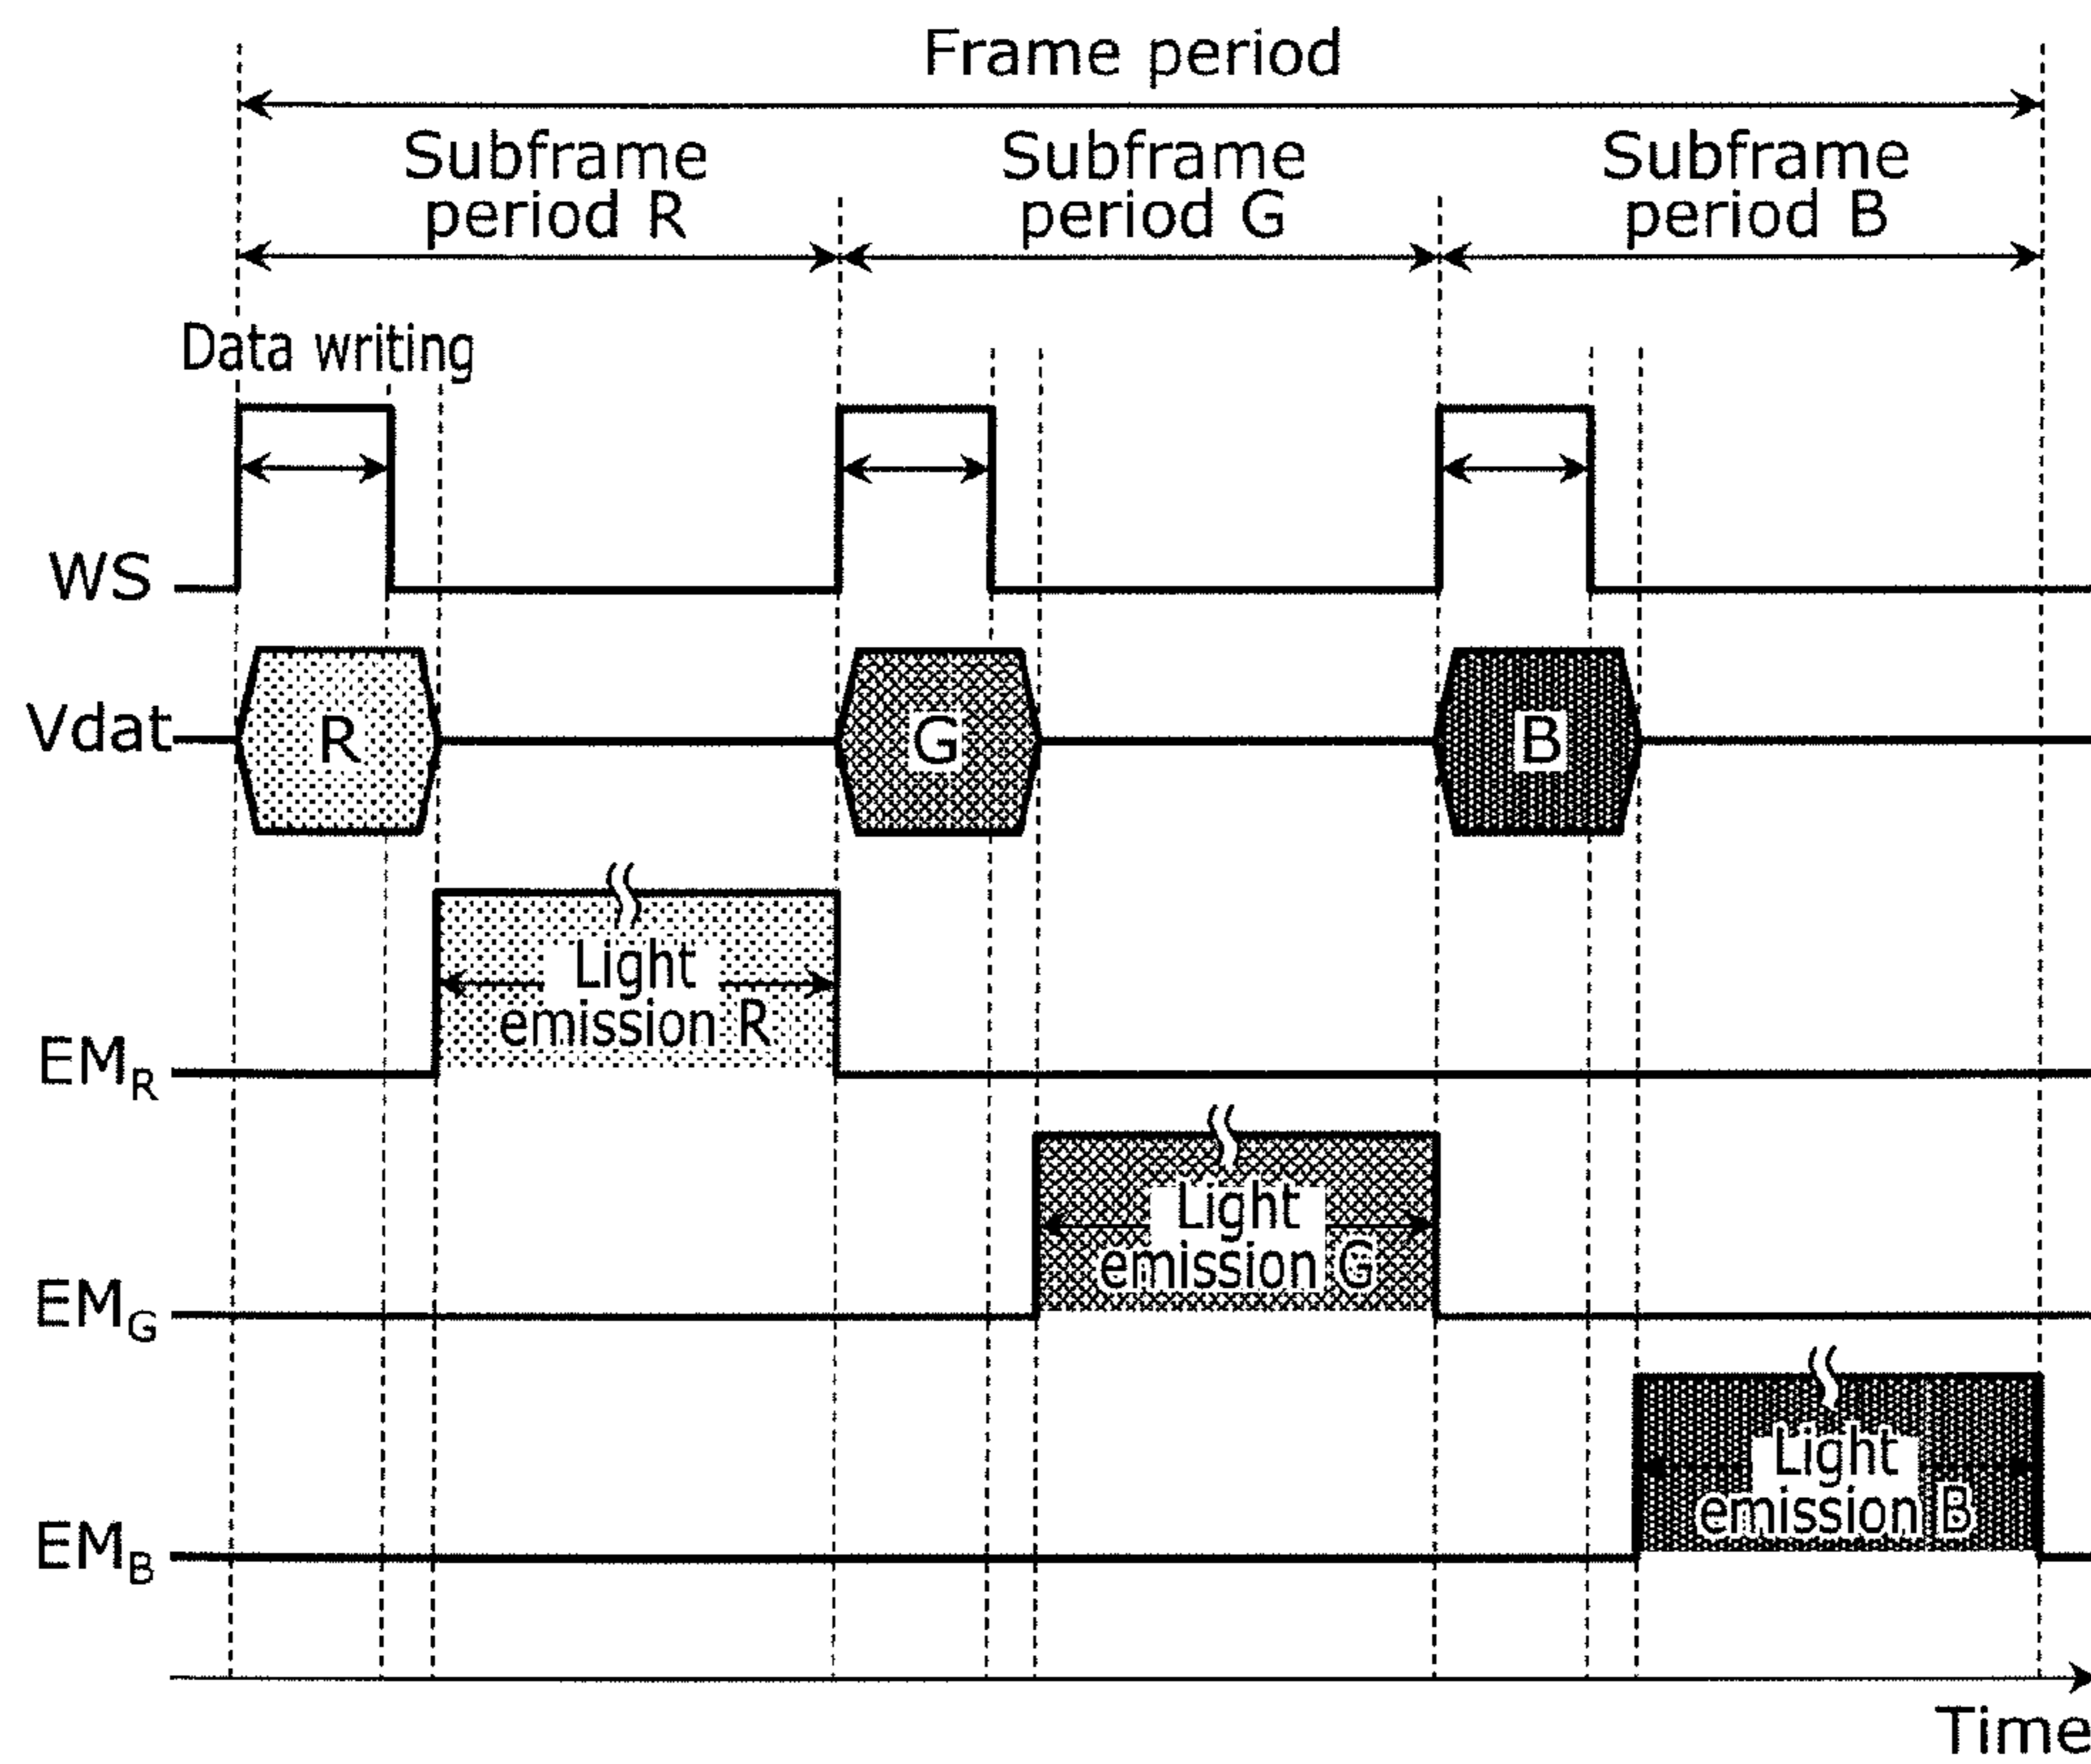 Frame period
Subframe
period R
Subframe
period G
Subframe
period B
Data writing
WS
Vdat
R
G
B
Light
emission R
EMR
Light
emission G
EMG
Light
emission B
EMB
Time